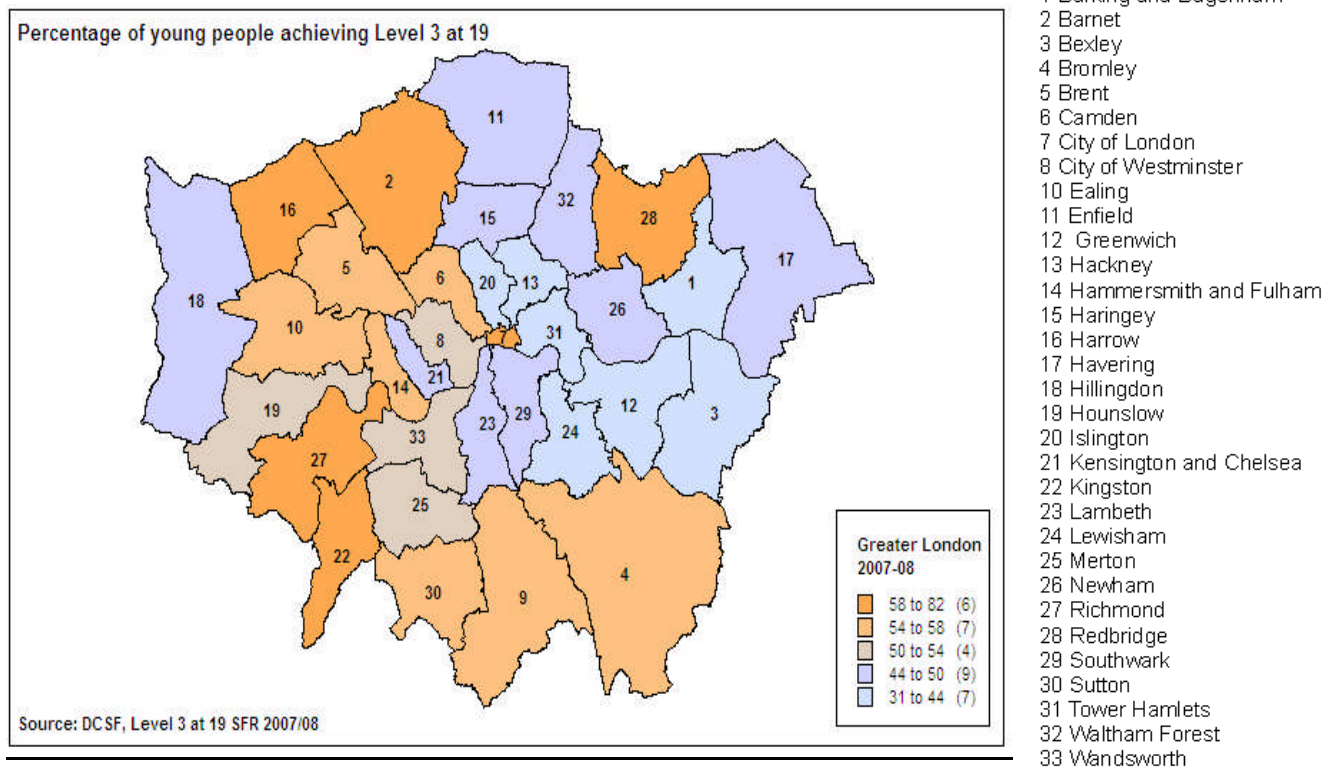 Percentage of young people achieving Level 3 at 19
11
2
32
16
28
15
17
5
6
20
13
1
18
26
10
7
31
8
21
14
19
12
3
23
29
33
24
27
25
22
4
30
9
Greater London
2007-08
58 to 82 (6)
54 to 58 (7)
50 to 54 (4)
44 to 50 (9)
31 to 44 (7)
Source: DCSF, Level 3 at 19 SFR 2007/08
1 Barking and Dagenham
2 Barnet
3 Bexley
4 Bromley
5 Brent
6 Camden
7 City of London
8 City of Westminster
10 Ealing
11 Enfield
12 Greenwich
13 Hackney
14 Hammersmith and Fulham
15 Haringey
16 Harrow
17 Havering
18 Hillingdon
19 Hounslow
20 Islington
21 Kensington and Chelsea
22 Kingston
23 Lambeth
24 Lewisham
25 Merton
26 Newham
27 Richmond
28 Redbridge
29 Southwark
30 Sutton
31 Tower Hamlets
32 Waltham Forest
33 Wandsworth